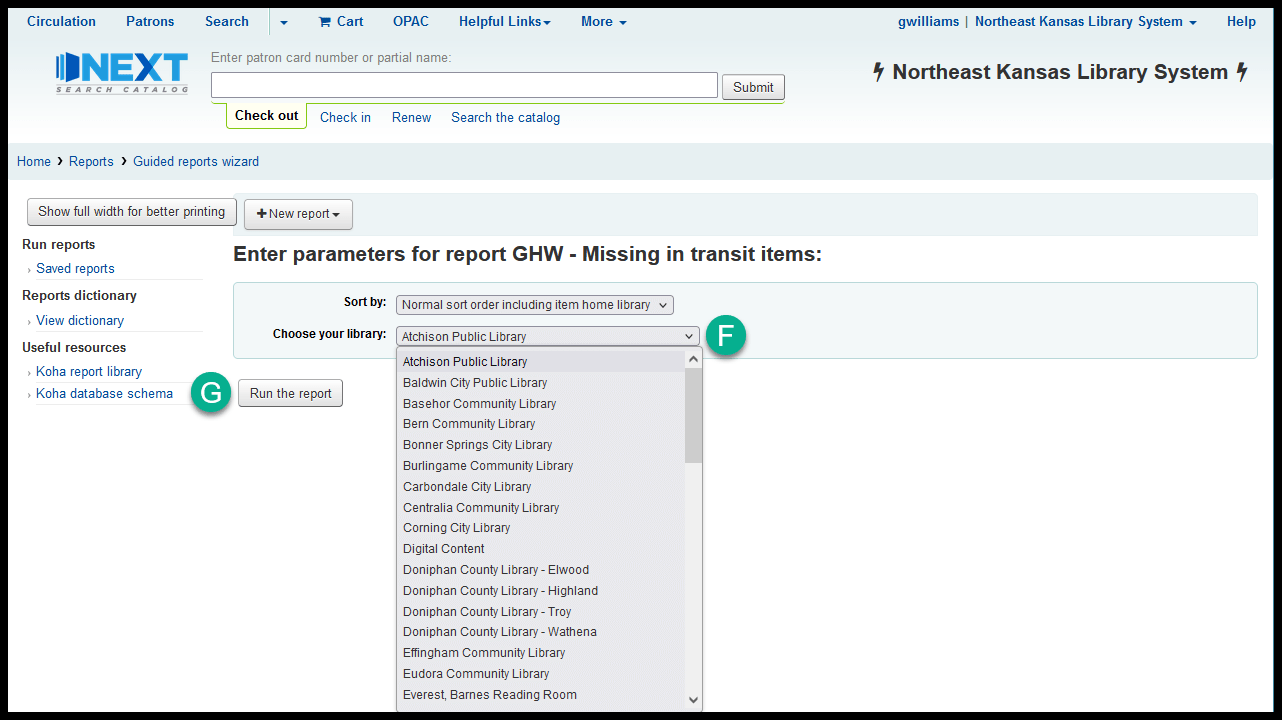 Circulation Patrons Search Cart OPAC Helpful Links More gwilliams | Northeast Kansas Library System Help
NEXT
SEARCH CATALOG
Enter patron card number or partial name:
Submit
Northeast Kansas Library System
Check out Check in Renew Search the catalog
Home › Reports › Guided reports wizard
Show full width for better printing
+ New report
Run reports
› Saved reports
Reports dictionary
› View dictionary
Useful resources
› Koha report library
› Koha database schema
Enter parameters for report GHW - Missing in transit items:
Sort by: Normal sort order including item home library
Choose your library: Atchison Public Library
F
G
Run the report
Atchison Public Library
Baldwin City Public Library
Basehor Community Library
Bern Community Library
Bonner Springs City Library
Burlingame Community Library
Carbondale City Library
Centralia Community Library
Corning City Library
Digital Content
Doniphan County Library - Elwood
Doniphan County Library - Highland
Doniphan County Library - Troy
Doniphan County Library - Wathena
Effingham Community Library
Eudora Community Library
Everest, Barnes Reading Room